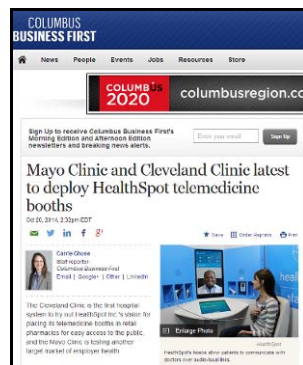 COLUMBUS
BUSINESS FIRST
News People Events Jobs Resources Store
COLUMBUS
2020
columbusregion.co
Sign Up to receive Columbus Business First's
Morning Edition and Afternoon Edition
newsletters and breaking news alerts.
Enter your email
Sign Up
Mayo Clinic and Cleveland Clinic latest
to deploy HealthSpot telemedicine
booths
Oct 20, 2014, 2:32pm EDT
Save Order Reprints Print
Carrie Ghose
Staff reporter
Columbus Business First
Email | Google+ | Other | LinkedIn
The Cleveland Clinic is the first hospital
system to try out HealthSpot Inc.'s vision for
placing its telemedicine booths in retail
pharmacies for easy access to the public,
and the Mayo Clinic is testing another
target market of employer health
Enlarge Photo
HealthSpot
HealthSpot's booths allow patients to communicate with
doctors over audio-visual links.